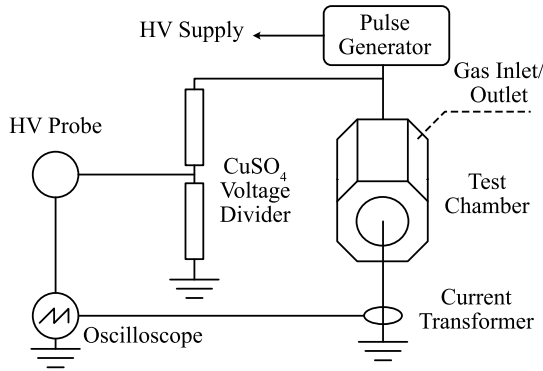 Pulse
Generator
HV Supply
Gas Inlet/
Outlet
HV Probe
CuSO₄
Voltage
Divider
Test
Chamber
Current
Transformer
Oscilloscope